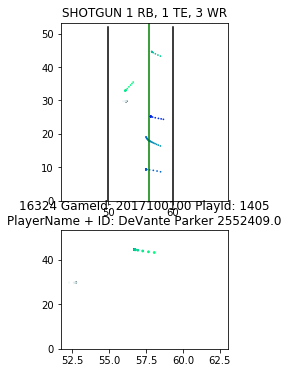 SHOTGUN 1 RB, 1 TE, 3 WR
50
40
30
20
10
0
50
60
16324 GameId: 2017100100 PlayId: 1405
PlayerName + ID: DeVante Parker 2552409.0
40
20
0
52.5 55.0 57.5 60.0 62.5